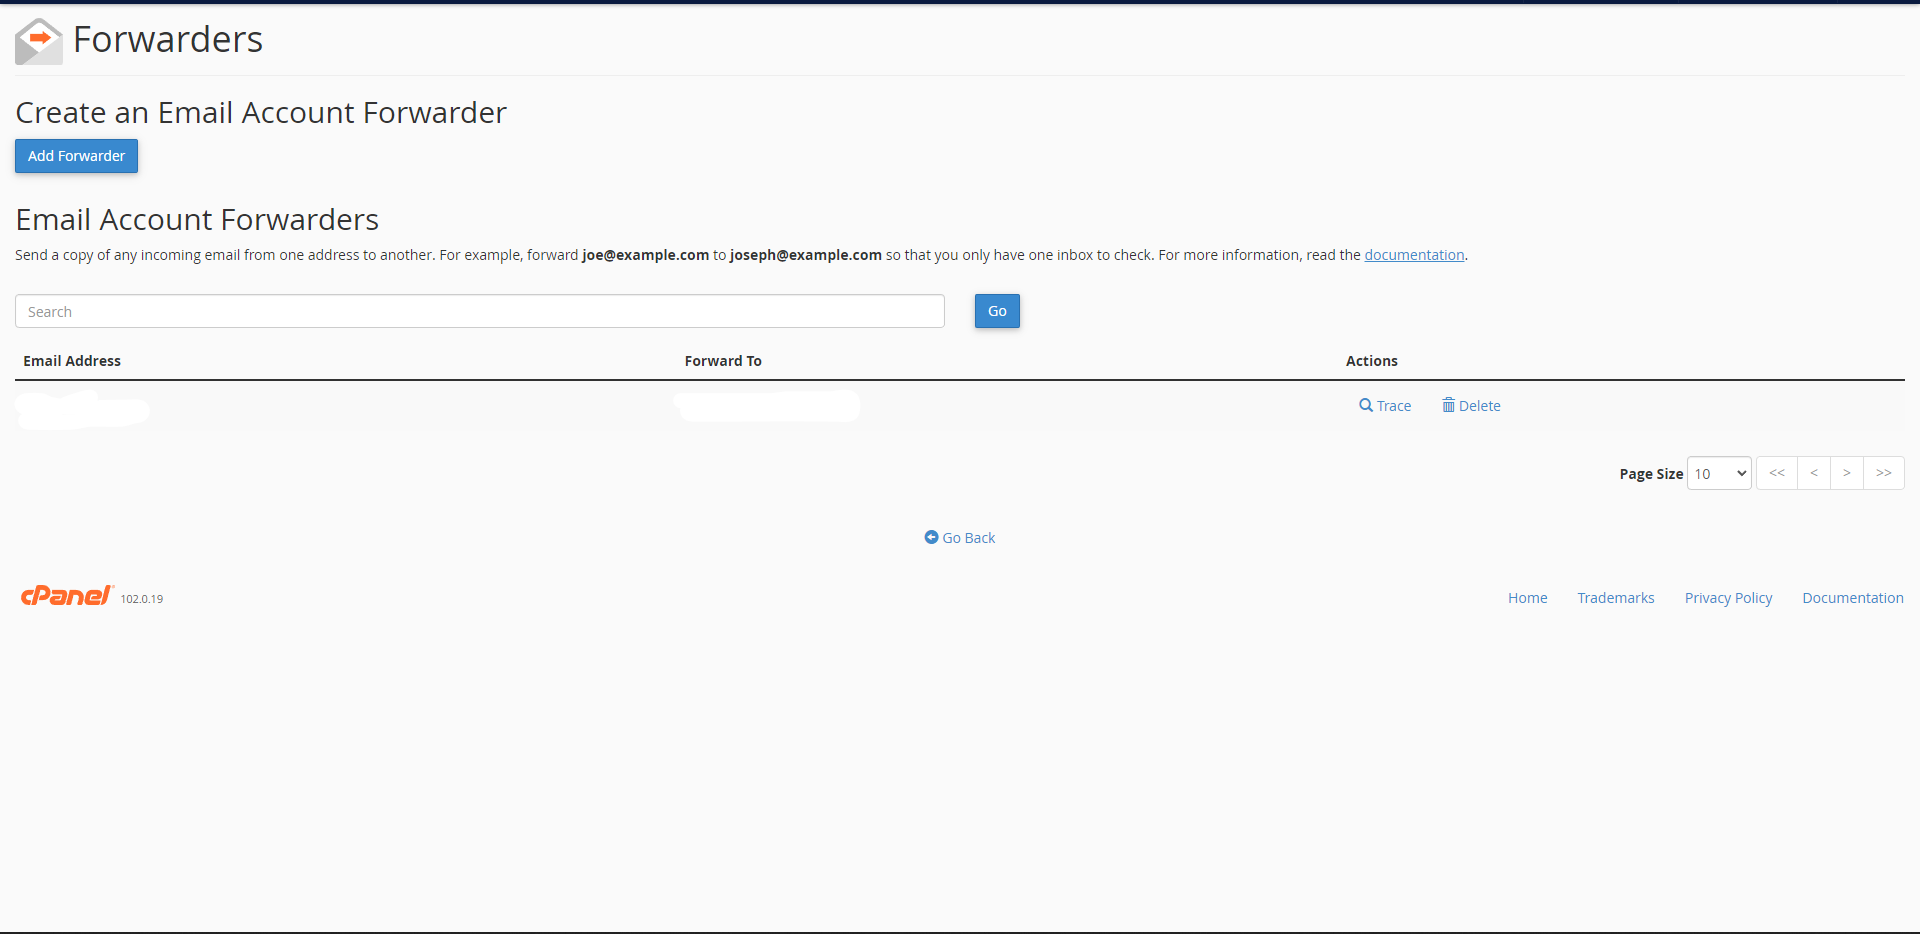 Forwarders
Create an Email Account Forwarder
Add Forwarder
Email Account Forwarders
Send a copy of any incoming email from one address to another. For example, forward joe@example.com to joseph@example.com so that you only have one inbox to check. For more information, read the documentation.
Search Go
Email Address Forward To Actions
Trace Delete
Page Size 10 << < > >>
Go Back
cPanel 102.0.19 Home Trademarks Privacy Policy Documentation